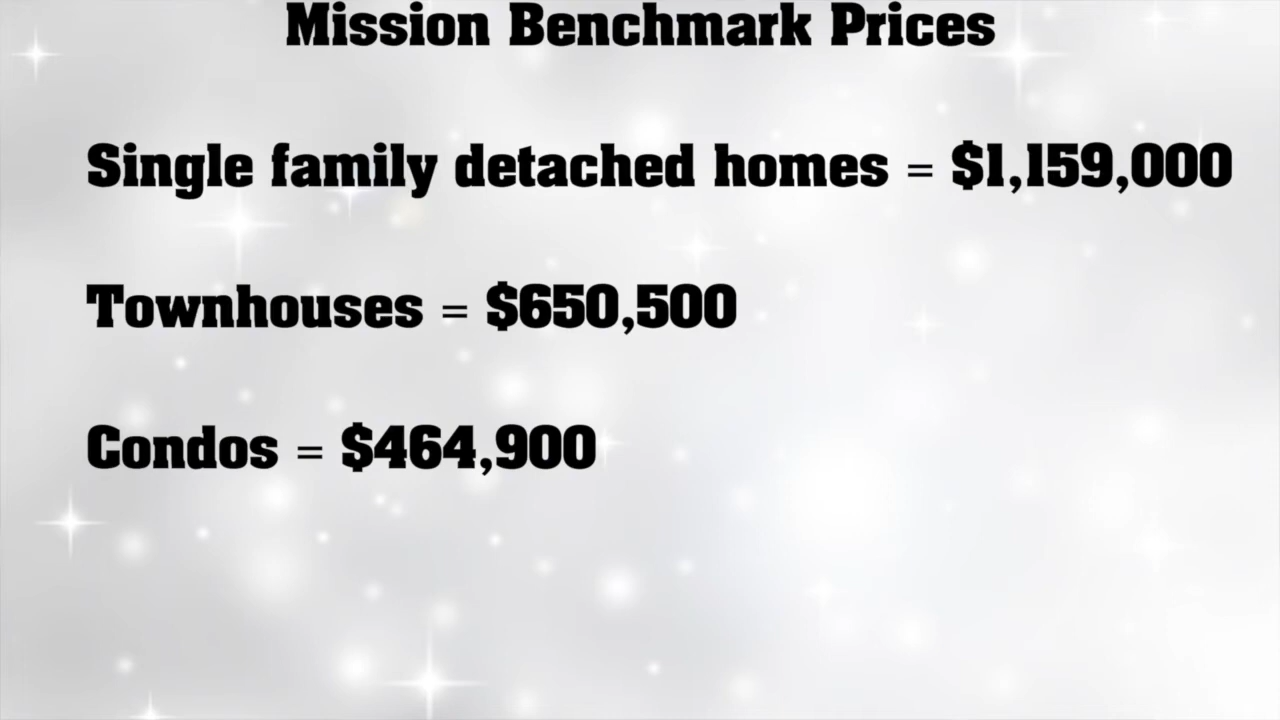 Mission Benchmark Prices
Single family detached homes = $1,159,000
Townhouses = $650,500
Condos = $464,900